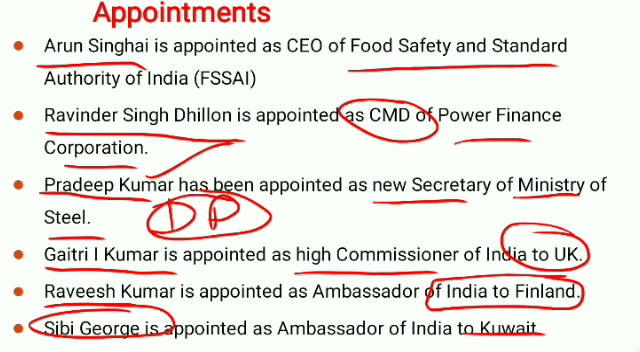 Appointments
Arun Singhai is appointed as CEO of Food Safety and Standard
Authority of India (FSSAI)
Ravinder Singh Dhillon is appointed as CMD of Power Finance
Corporation.
Pradeep Kumar has been appointed as new Secretary of Ministry of
Steel.
D P
Gaitri I Kumar is appointed as high Commissioner of India to UK.
Raveesh Kumar is appointed as Ambassador of India to Finland.
Sibi George is appointed as Ambassador of India to Kuwait